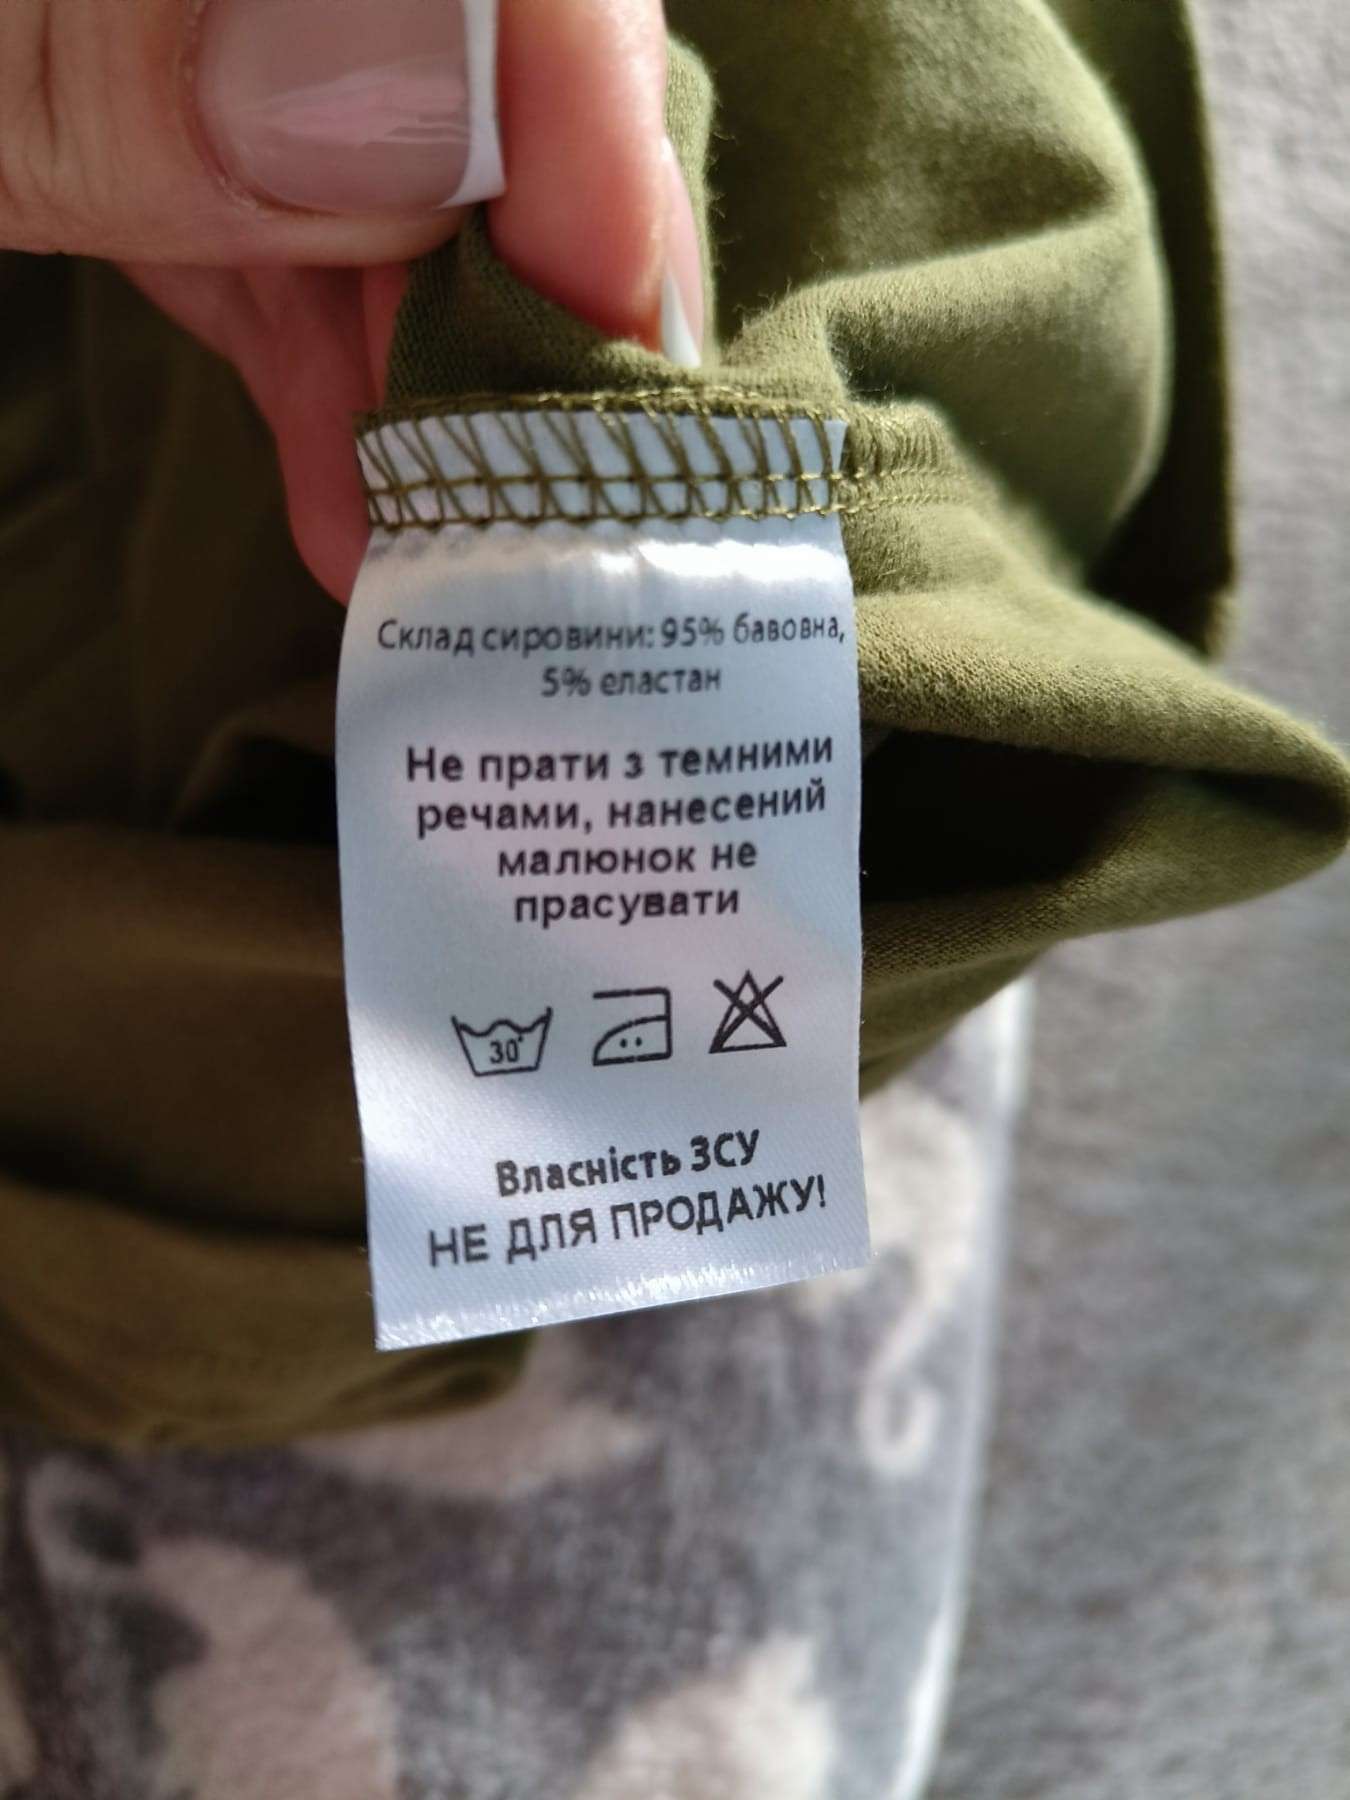 Склад сировини: 95% бавовна,
5% еластан
Не прати з темними
речами, нанесений
малюнок не
прасувати
30°
Власність ЗСУ
НЕ ДЛЯ ПРОДАЖУ!